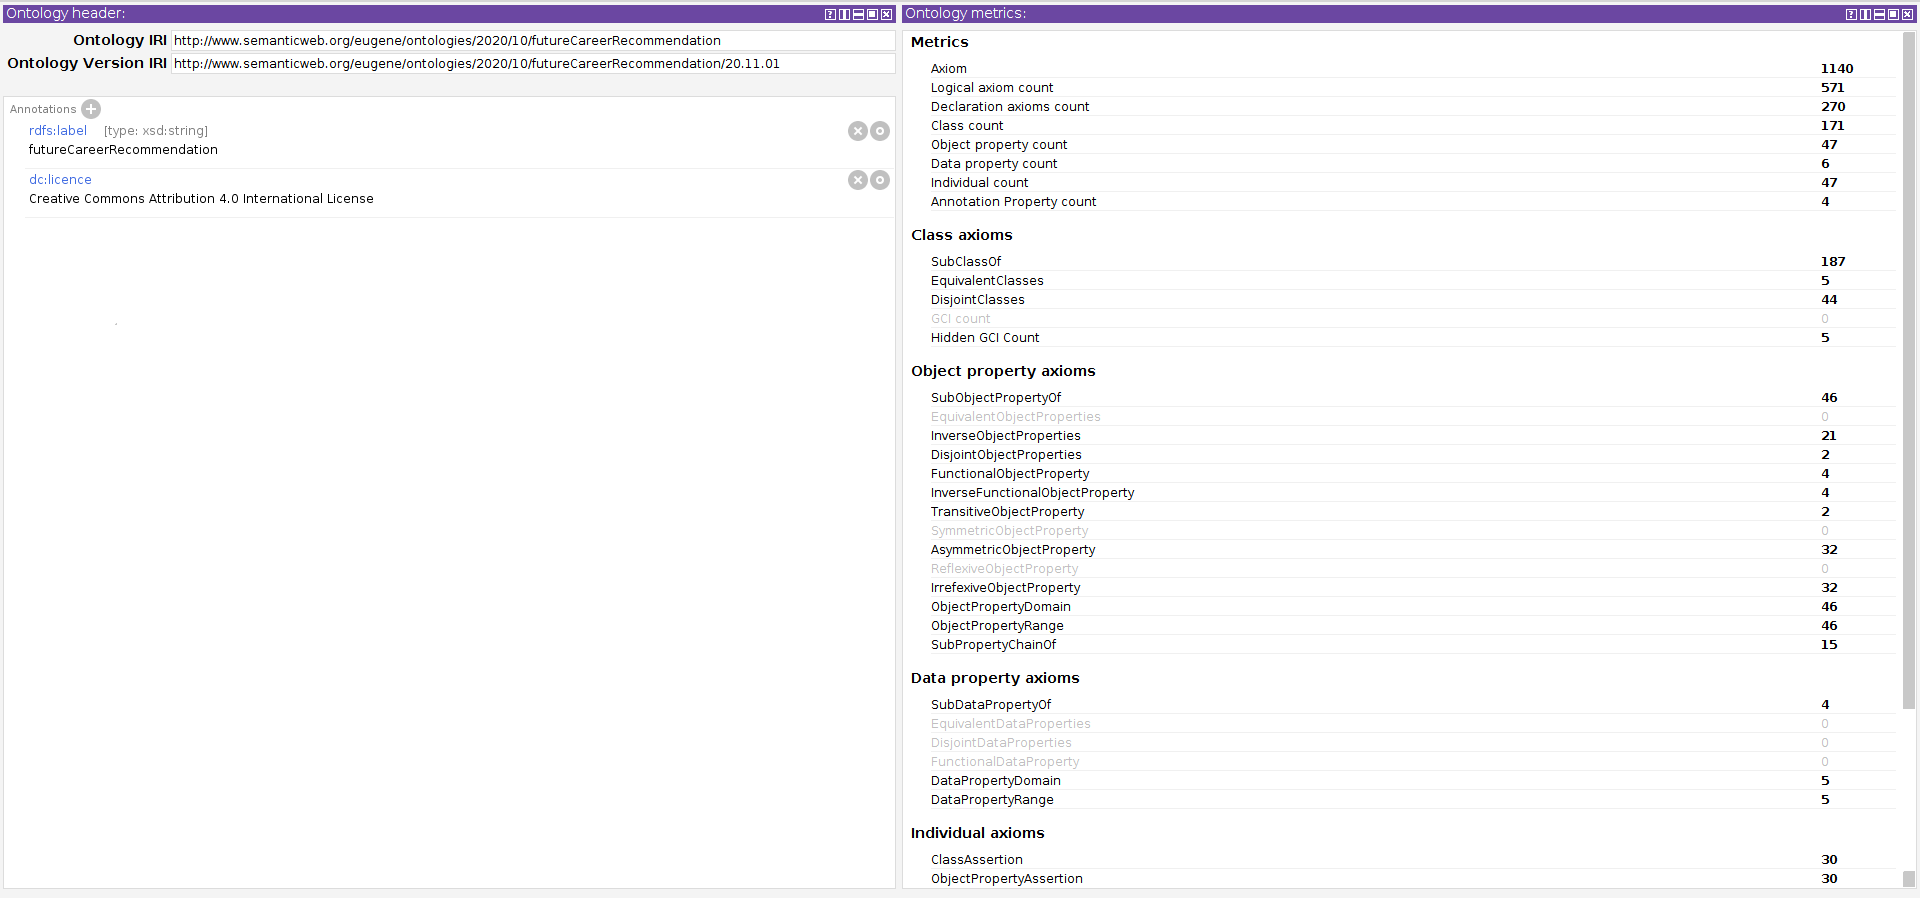 Ontology header:
Ontology IRI http://www.semanticweb.org/eugene/ontologies/2020/10/futureCareerRecommendation
Ontology Version IRI http://www.semanticweb.org/eugene/ontologies/2020/10/futureCareerRecommendation/20.11.01
Annotations
rdfs:label [type: xsd:string]
futureCareerRecommendation
dc:licence
Creative Commons Attribution 4.0 International License
Ontology metrics:
Metrics
Axiom 1140
Logical axiom count 571
Declaration axioms count 270
Class count 171
Object property count 47
Data property count 6
Individual count 47
Annotation Property count 4
Class axioms
SubClassOf 187
EquivalentClasses 5
DisjointClasses 44
GCI count 0
Hidden GCI Count 5
Object property axioms
SubObjectPropertyOf 46
EquivalentObjectProperties 0
InverseObjectProperties 21
DisjointObjectProperties 2
FunctionalObjectProperty 4
InverseFunctionalObjectProperty 4
TransitiveObjectProperty 2
SymmetricObjectProperty 0
AsymmetricObjectProperty 32
ReflexiveObjectProperty 0
IrrefexiveObjectProperty 32
ObjectPropertyDomain 46
ObjectPropertyRange 46
SubPropertyChainOf 15
Data property axioms
SubDataPropertyOf 4
EquivalentDataProperties 0
DisjointDataProperties 0
FunctionalDataProperty 0
DataPropertyDomain 5
DataPropertyRange 5
Individual axioms
ClassAssertion 30
ObjectPropertyAssertion 30